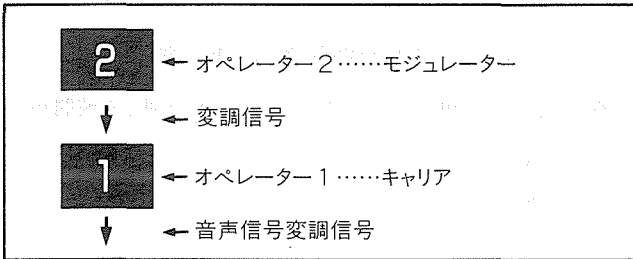 2
オペレーター2……モジュレーター
変調信号
1
オペレーター1……キャリア
音声信号変調信号